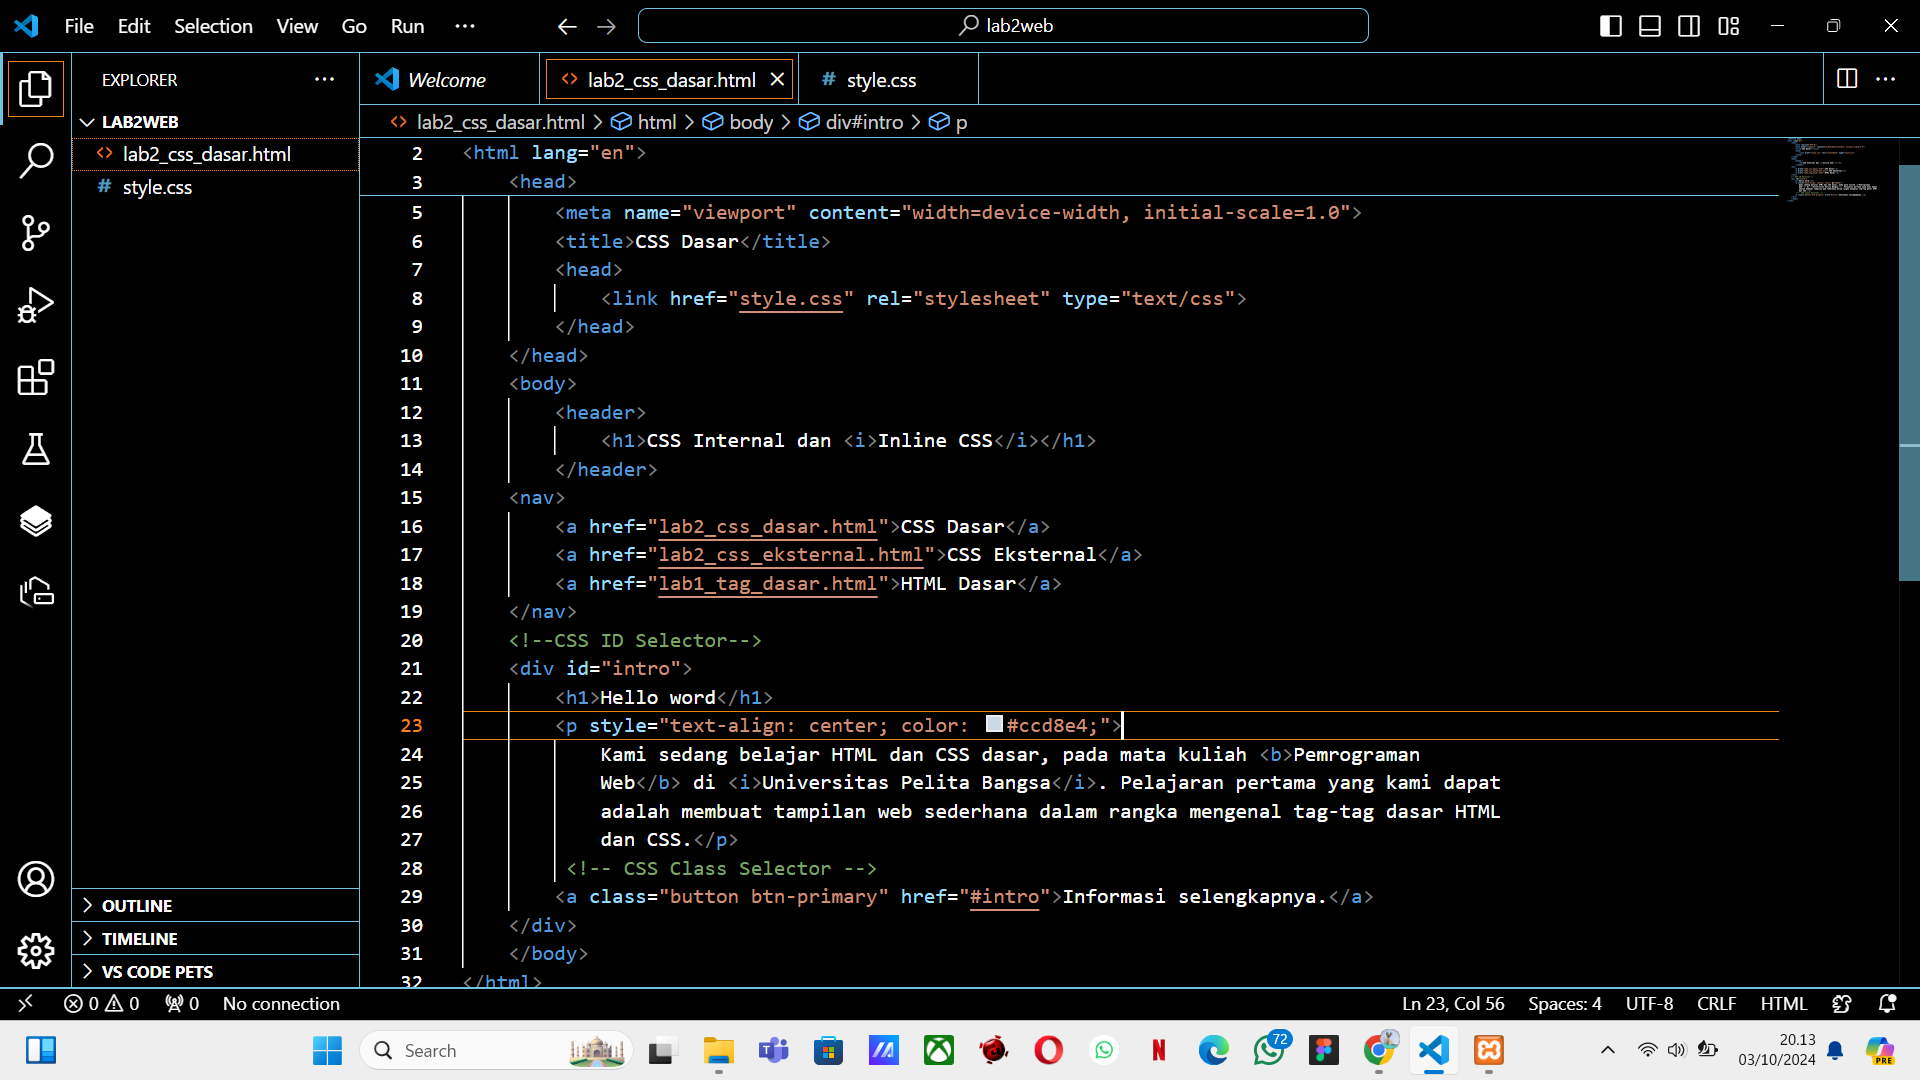 File Edit Selection View Go Run ···
lab2web
EXPLORER ···
Welcome
lab2_css_dasar.html
# style.css
LAB2WEB
lab2_css_dasar.html
# style.css
lab2_css_dasar.html > html > body > div#intro > p
2 <html lang="en">
3 <head>
5 <meta name="viewport" content="width=device-width, initial-scale=1.0">
6 <title>CSS Dasar</title>
7 <head>
8 <link href="style.css" rel="stylesheet" type="text/css">
9 </head>
10 </head>
11 <body>
12 <header>
13 <h1>CSS Internal dan <i>Inline CSS</i></h1>
14 </header>
15 <nav>
16 <a href="lab2_css_dasar.html">CSS Dasar</a>
17 <a href="lab2_css_eksternal.html">CSS Eksternal</a>
18 <a href="lab1_tag_dasar.html">HTML Dasar</a>
19 </nav>
20 <!--CSS ID Selector-->
21 <div id="intro">
22 <h1>Hello word</h1>
23 <p style="text-align: center; color: #ccd8e4;">
24 Kami sedang belajar HTML dan CSS dasar, pada mata kuliah <b>Pemrograman
25 Web</b> di <i>Universitas Pelita Bangsa</i>. Pelajaran pertama yang kami dapat
26 adalah membuat tampilan web sederhana dalam rangka mengenal tag-tag dasar HTML
27 dan CSS.</p>
28 <!-- CSS Class Selector -->
29 <a class="button btn-primary" href="#intro">Informasi selengkapnya.</a>
30 </div>
31 </body>
32 </html>
OUTLINE
TIMELINE
VS CODE PETS
0 0 0 No connection
Ln 23, Col 56 Spaces: 4 UTF-8 CRLF HTML
Search
72
PRE
20.13
03/10/2024